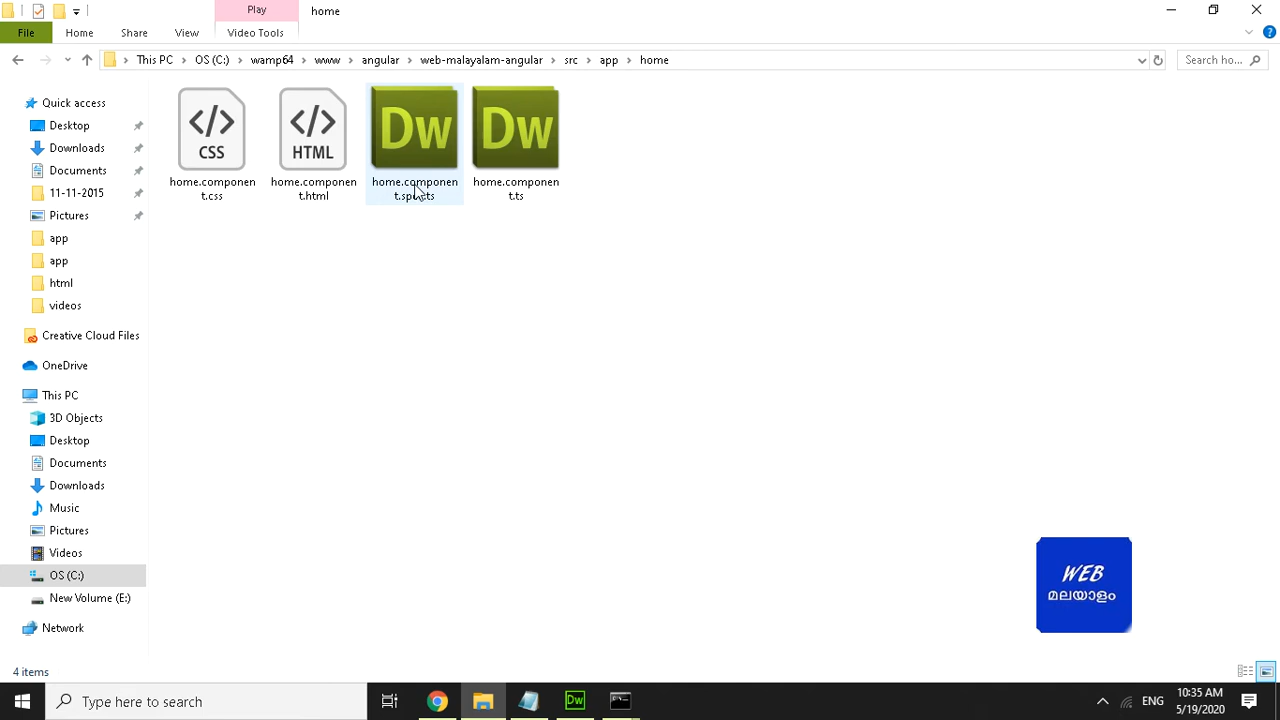 Play
home
File
Home
Share
View
Video Tools
This PC
OS (C:)
wamp64
www
angular
web-malayalam-angular
src
app
home
Search ho...
Quick access
Desktop
Downloads
Documents
11-11-2015
Pictures
app
app
html
videos
Creative Cloud Files
OneDrive
This PC
3D Objects
Desktop
Documents
Downloads
Music
Pictures
Videos
OS (C:)
New Volume (E:)
Network
</> CSS
home.componen
t.css
</> HTML
home.componen
t.html
Dw
home.componen
Dw
home.componen
t.ts
WEB
മലയാളം
4 items
Type here to search
Dw
ENG
10:35 AM
5/19/2020